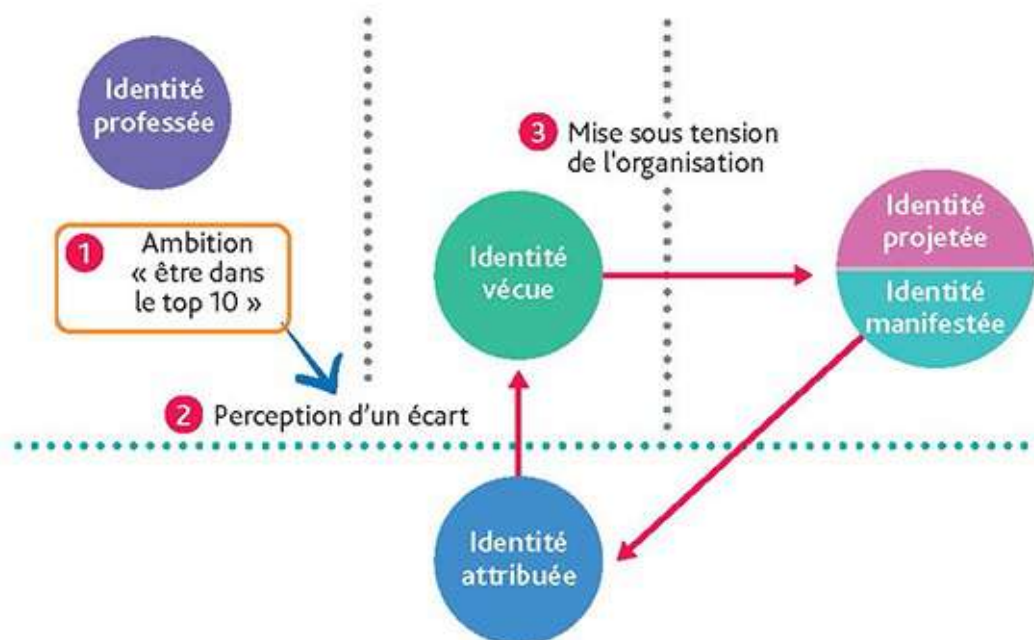 Identité
professée
1 Ambition
« être dans
le top 10 »
2 Perception d'un écart
3 Mise sous tension
de l'organisation
Identité
vécue
Identité
projetée
Identité
manifestée
Identité
attribuée